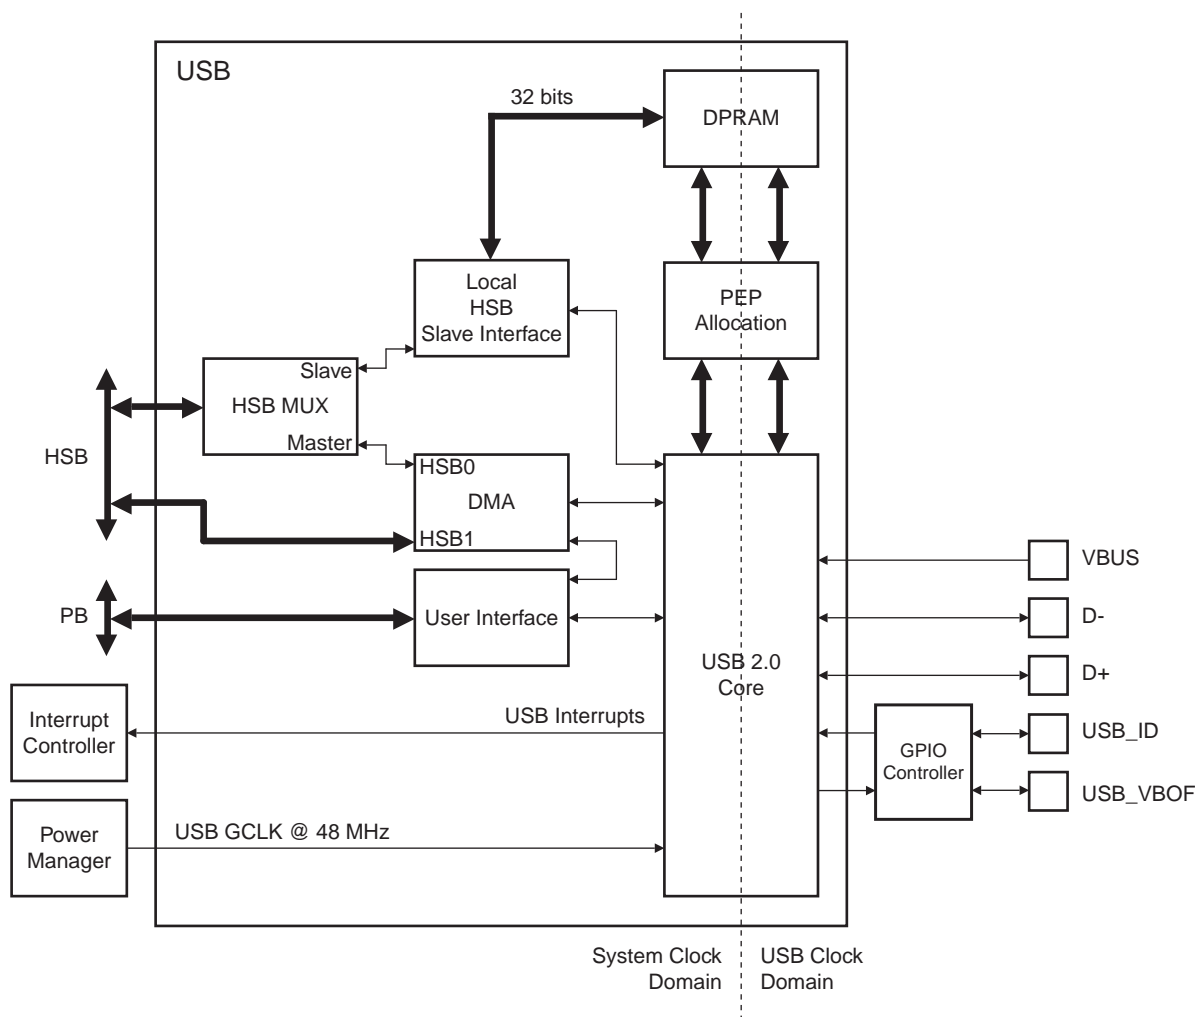 USB
32 bits
DPRAM
Local
HSB
Slave Interface
PEP
Allocation
Slave
HSB MUX
Master
HSB
HSB0
DMA
HSB1
VBUS
PB
User Interface
D-
USB 2.0
Core
D+
Interrupt
Controller
USB Interrupts
GPIO
Controller
USB_ID
USB_VBOF
Power
Manager
USB GCLK @ 48 MHz
System Clock
Domain
USB Clock
Domain